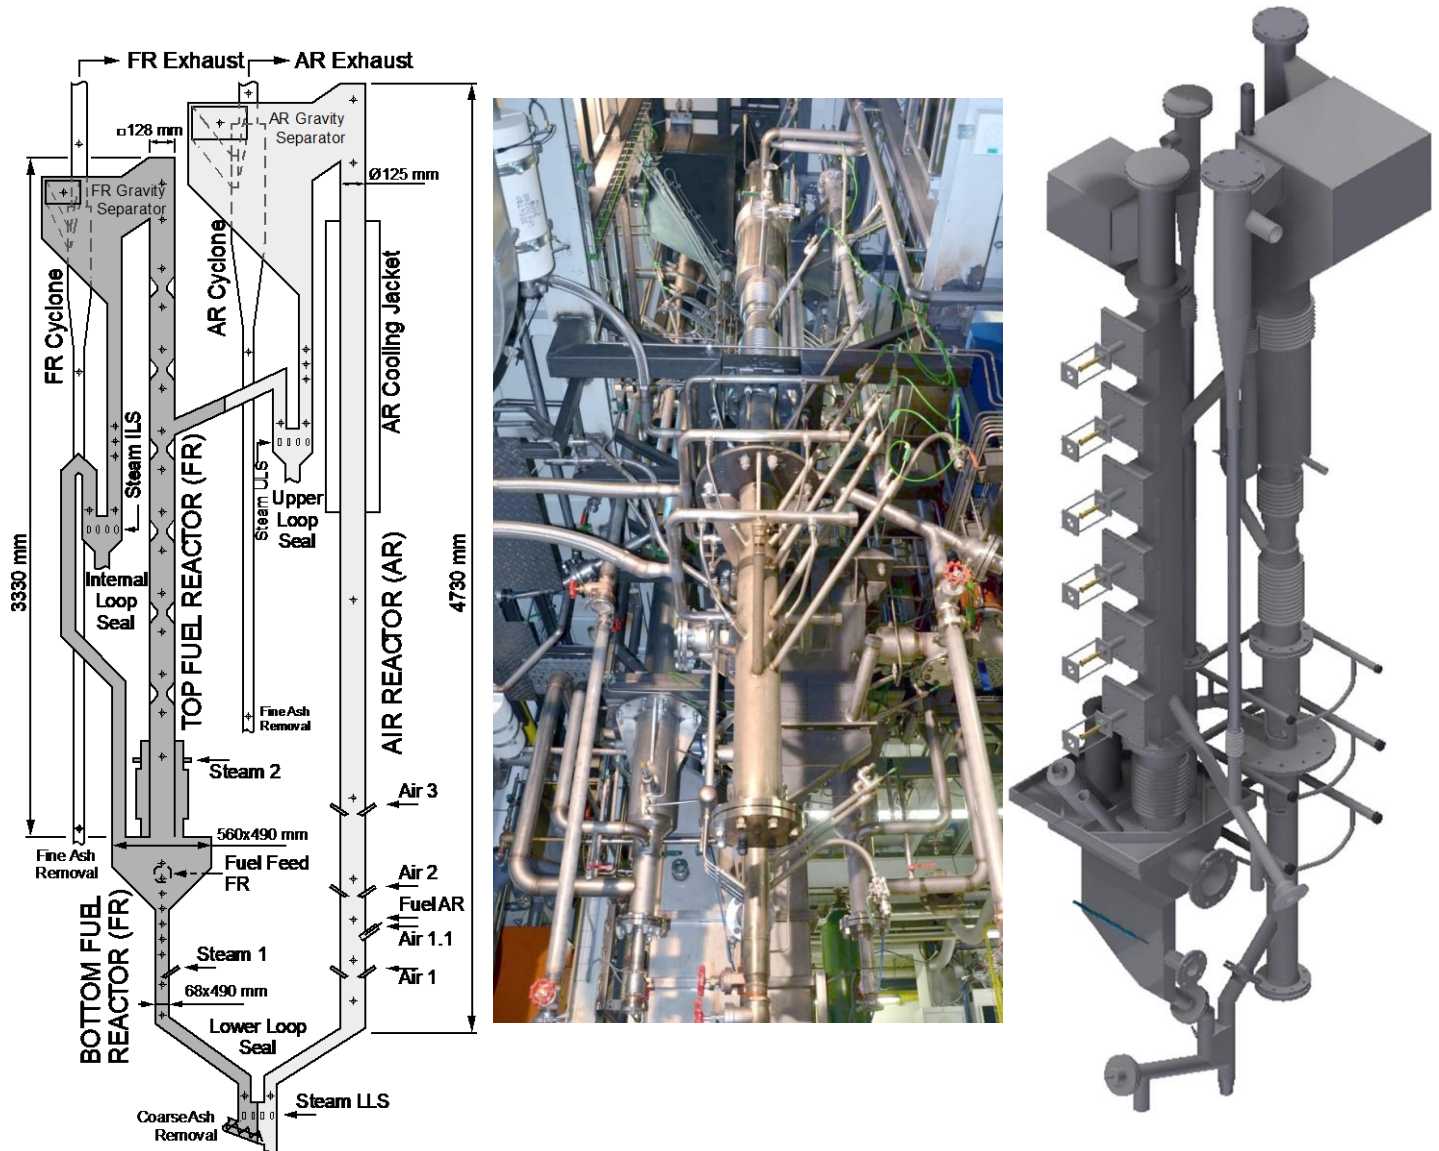 FR Exhaust
AR Exhaust
□128 mm
AR Gravity
Separator
Ø125 mm
FR Gravity
Separator
FR Cyclone
AR Cyclone
AR Cooling Jacket
Steam ILS
Steam ULS
Upper
Loop
Seal
Internal
Loop
Seal
3330 mm
TOP FUEL REACTOR (FR)
AIR REACTOR (AR)
4730 mm
Fine Ash
Removal
Steam 2
Air 3
560x490 mm
Fine Ash
Removal
Fuel Feed
FR
Air 2
Fuel AR
Air 1.1
BOTTOM FUEL
REACTOR (FR)
Steam 1
Air 1
68x490 mm
Lower Loop
Seal
Steam LLS
Coarse Ash
Removal